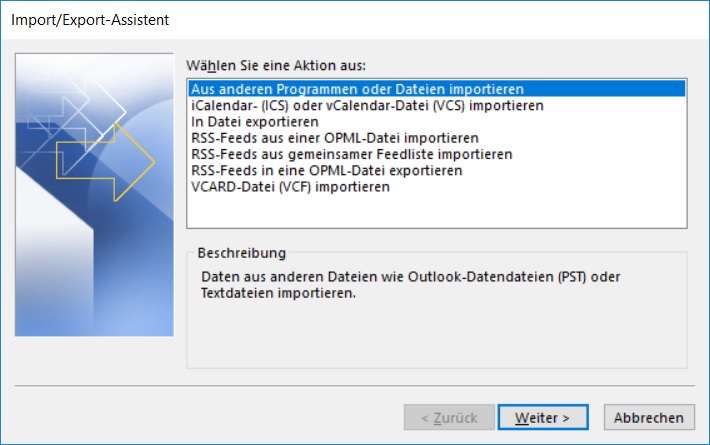 Import/Export-Assistent
Wählen Sie eine Aktion aus:
Aus anderen Programmen oder Dateien importieren
iCalendar- (ICS) oder vCalendar-Datei (VCS) importieren
In Datei exportieren
RSS-Feeds aus einer OPML-Datei importieren
RSS-Feeds aus gemeinsamer Feedliste importieren
RSS-Feeds in eine OPML-Datei exportieren
VCARD-Datei (VCF) importieren
Beschreibung
Daten aus anderen Dateien wie Outlook-Datendateien (PST) oder
Textdateien importieren.
< Zurück
Weiter >
Abbrechen